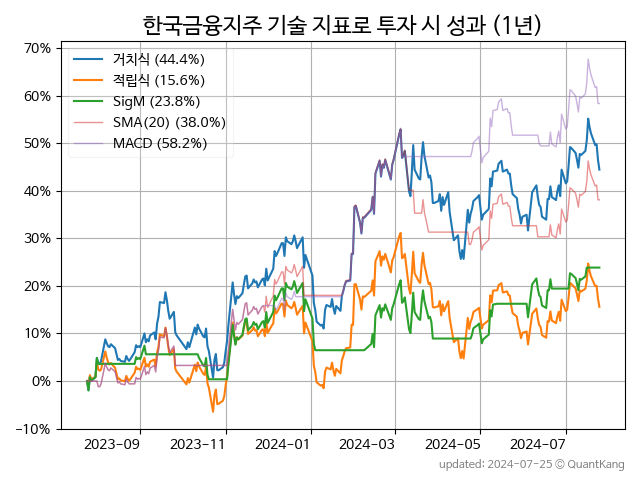 한국금융지주 기술 지표로 투자 시 성과 (1년)
70%
60%
50%
40%
30%
20%
10%
0%
−10%
거치식 (44.4%)
적립식 (15.6%)
SigM (23.8%)
SMA(20) (38.0%)
MACD (58.2%)
2023-09
2023-11
2024-01
2024-03
2024-05
2024-07
updated: 2024-07-25 © QuantKang